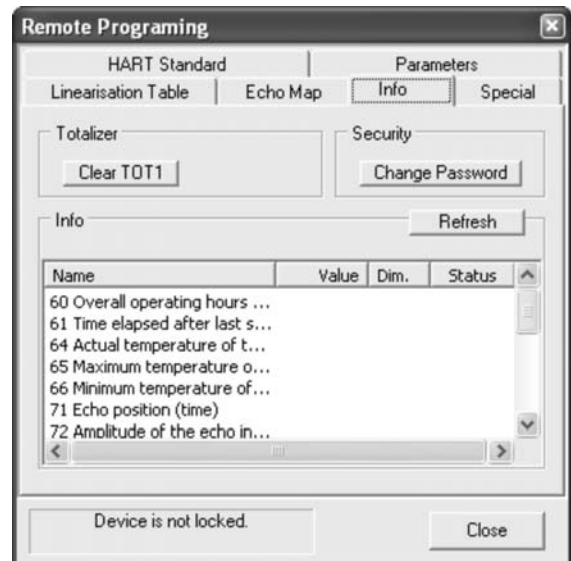 Remote Programing
HART Standard Parameters
Linearisation Table Echo Map Info Special
Totalizer Security
Clear TOT1 Change Password
Info Refresh
Name Value Dim. Status
60 Overall operating hours ...
61 Time elapsed after last s...
64 Actual temperature of t...
65 Maximum temperature o...
66 Minimum temperature of...
71 Echo position (time)
72 Amplitude of the echo in...
Device is not locked. Close